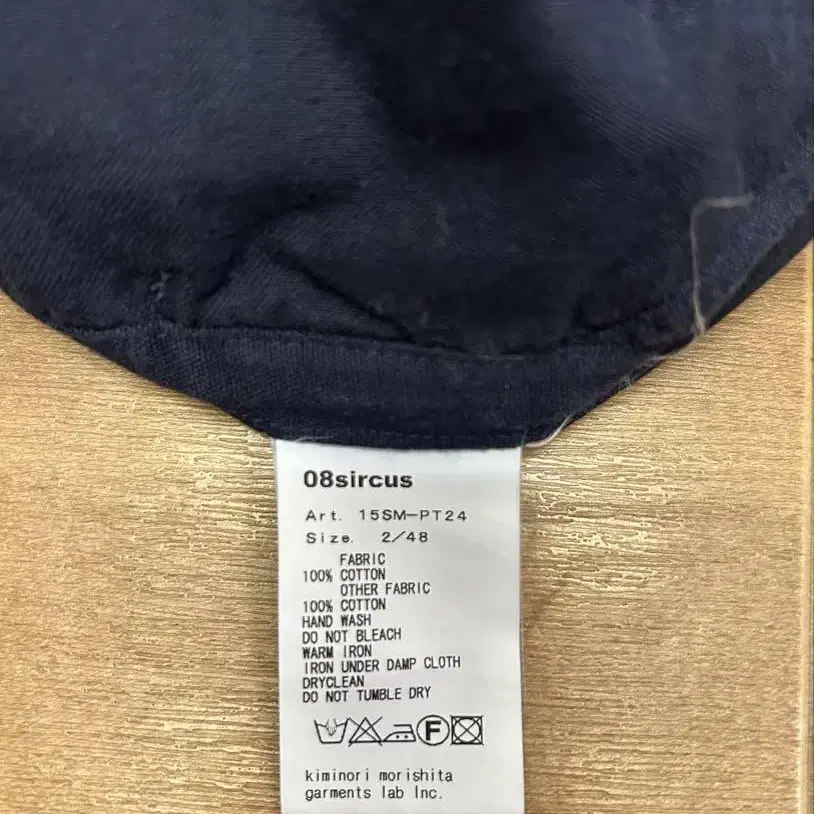 08sircus
Art. 15SM-PT24
Size. 2/48
FABRIC
100% COTTON
OTHER FABRIC
100% COTTON
HAND WASH
DO NOT BLEACH
WARM IRON
IRON UNDER DAMP CLOTH
DRYCLEAN
DO NOT TUMBLE DRY
F
kiminori morishita
garments lab Inc.